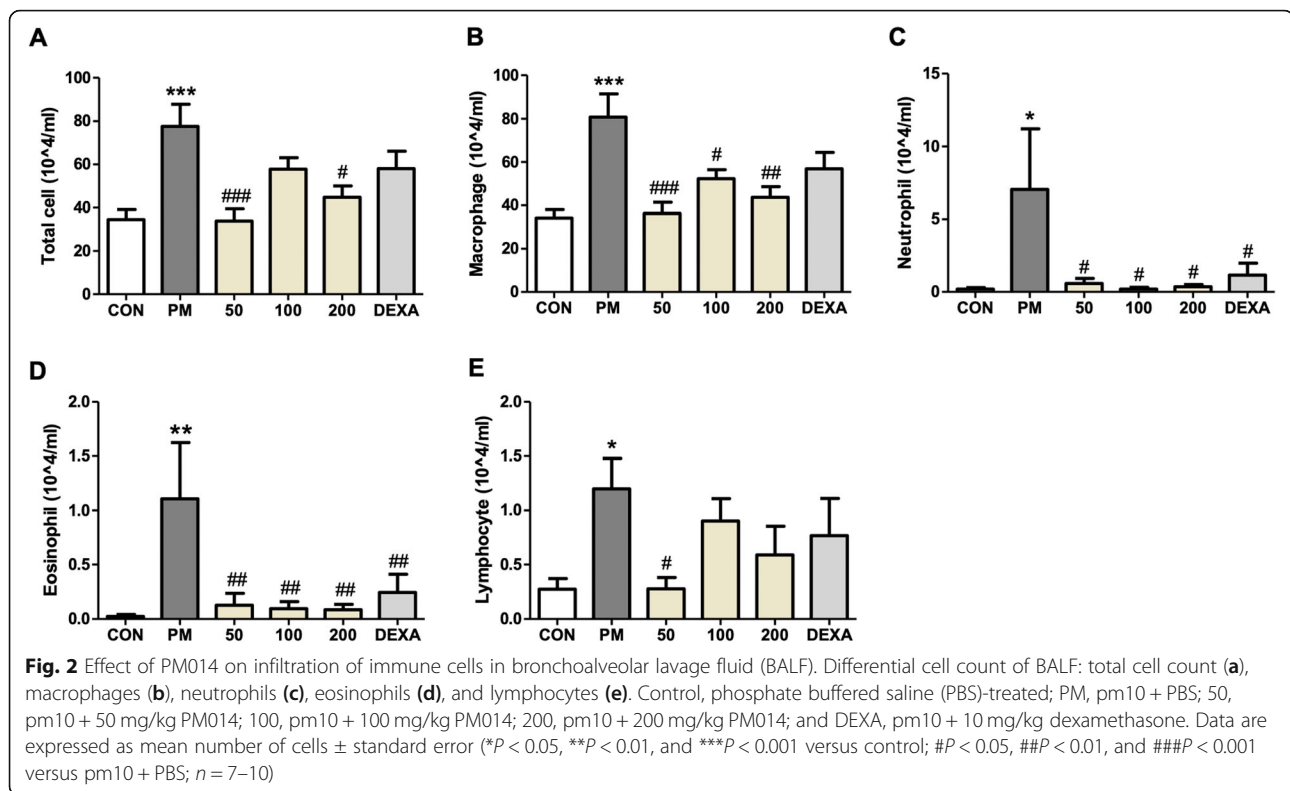 A
Total cell (10^4/ml)
100
80
60
40
20
0
***
###
#
CON PM 50 100 200 DEXA
B
Macrophage (10^4/ml)
100
80
60
40
20
0
***
###
#
##
CON PM 50 100 200 DEXA
C
Neutrophil (10^4/ml)
15
10
5
0
*
#
#
#
#
CON PM 50 100 200 DEXA
D
Eosinophil (10^4/ml)
2.0
1.5
1.0
0.5
0.0
**
##
##
##
##
CON PM 50 100 200 DEXA
E
Lymphocyte (10^4/ml)
2.0
1.5
1.0
0.5
0.0
*
#
CON PM 50 100 200 DEXA
Fig. 2 Effect of PM014 on infiltration of immune cells in bronchoalveolar lavage fluid (BALF). Differential cell count of BALF: total cell count (a),
macrophages (b), neutrophils (c), eosinophils (d), and lymphocytes (e). Control, phosphate buffered saline (PBS)-treated; PM, pm10 + PBS; 50,
pm10 + 50 mg/kg PM014; 100, pm10 + 100 mg/kg PM014; 200, pm10 + 200 mg/kg PM014; and DEXA, pm10 + 10 mg/kg dexamethasone. Data are
expressed as mean number of cells ± standard error (*P < 0.05, **P < 0.01, and ***P < 0.001 versus control; #P < 0.05, ##P < 0.01, and ###P < 0.001
versus pm10 + PBS; n = 7–10)